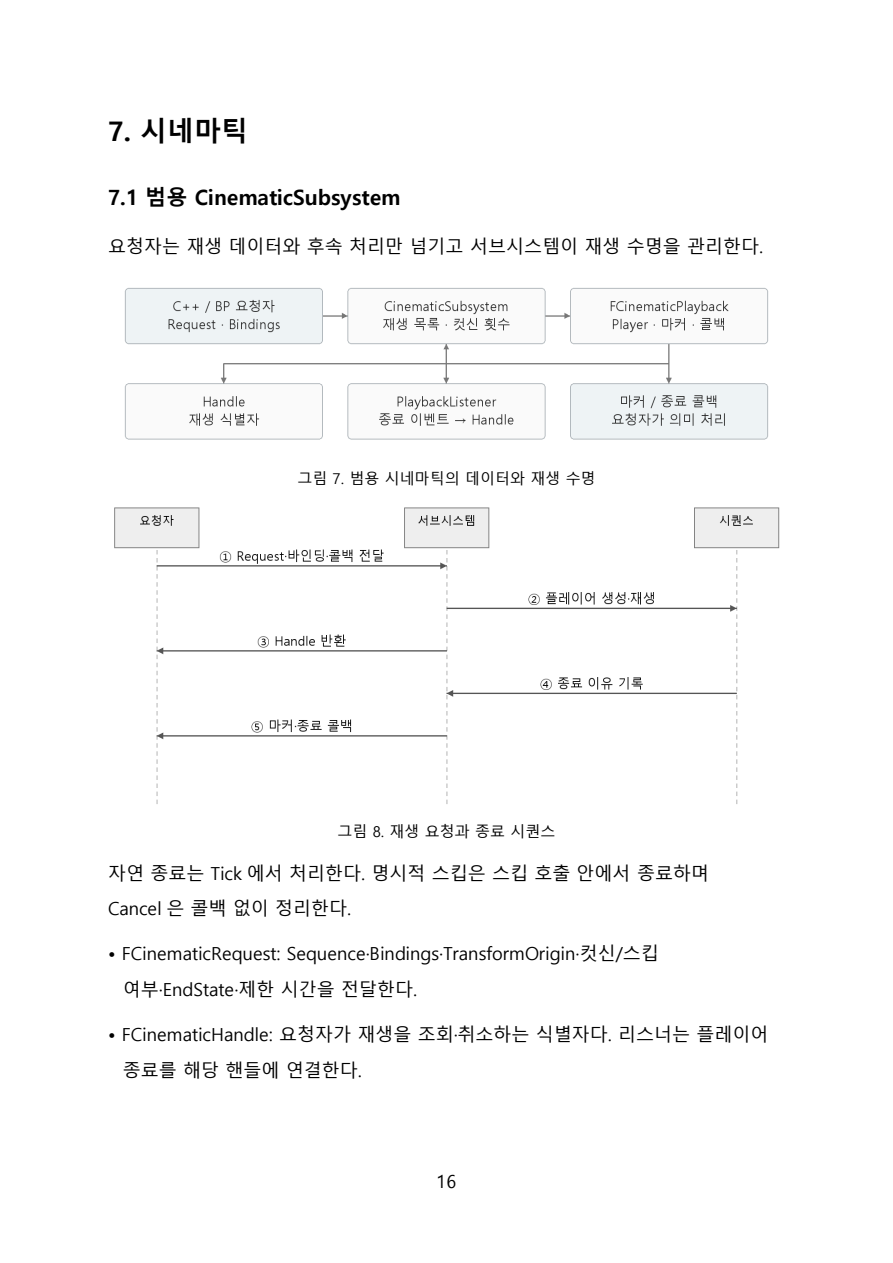 7. 시네마틱
7.1 범용 CinematicSubsystem
요청자는 재생 데이터와 후속 처리만 넘기고 서브시스템이 재생 수명을 관리한다.
C++ / BP 요청자
Request · Bindings
CinematicSubsystem
재생 목록 · 컷신 횟수
FCinematicPlayback
Player · 마커 · 콜백
Handle
재생 식별자
PlaybackListener
종료 이벤트 → Handle
마커 / 종료 콜백
요청자가 의미 처리
그림 7. 범용 시네마틱의 데이터와 재생 수명
요청자
서브시스템
시퀀스
① Request·바인딩·콜백 전달
② 플레이어 생성·재생
③ Handle 반환
④ 종료 이유 기록
⑤ 마커·종료 콜백
그림 8. 재생 요청과 종료 시퀀스
자연 종료는 Tick 에서 처리한다. 명시적 스킵은 스킵 호출 안에서 종료하며
Cancel 은 콜백 없이 정리한다.
• FCinematicRequest: Sequence·Bindings·TransformOrigin·컷신/스킵
여부·EndState·제한 시간을 전달한다.
• FCinematicHandle: 요청자가 재생을 조회·취소하는 식별자다. 리스너는 플레이어
종료를 해당 핸들에 연결한다.
16